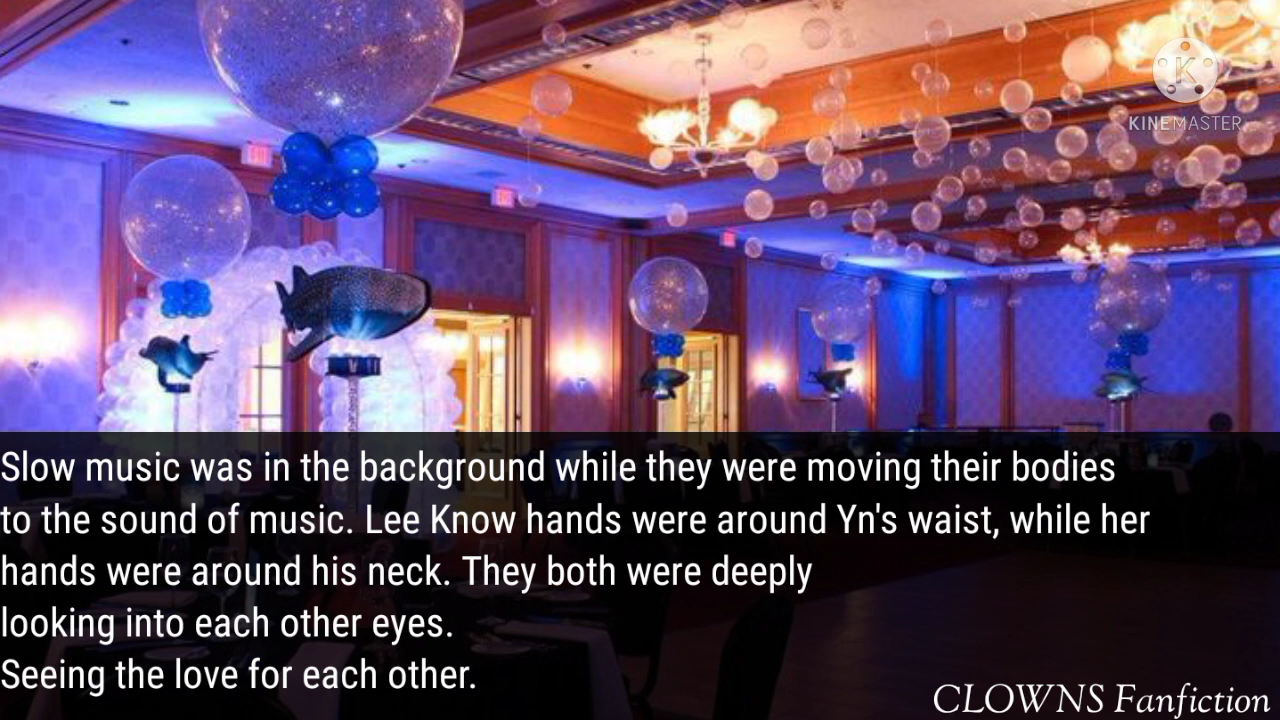 KINEMASTER
Slow music was in the background while they were moving their bodies
to the sound of music. Lee Know hands were around Yn's waist, while her
hands were around his neck. They both were deeply
looking into each other eyes.
Seeing the love for each other.
CLOWNS Fanfiction